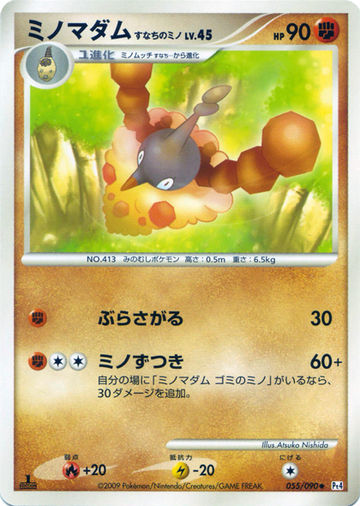 ミノマダム すなちのミノ LV.45 HP 90
1進化 ミノムッチ すなち…から進化
NO.413 みのむしポケモン 高さ:0.5m 重さ:6.5kg
ぶらさがる 30
ミノずつき 60+
自分の場に「ミノマダム ゴミのミノ」がいるなら、
30ダメージを追加。
Illus.Atsuko Nishida
弱点 +20 抵抗力 -20 にげる
©2009 Pokémon/Nintendo/Creatures/GAME FREAK. 055/090 Pt4